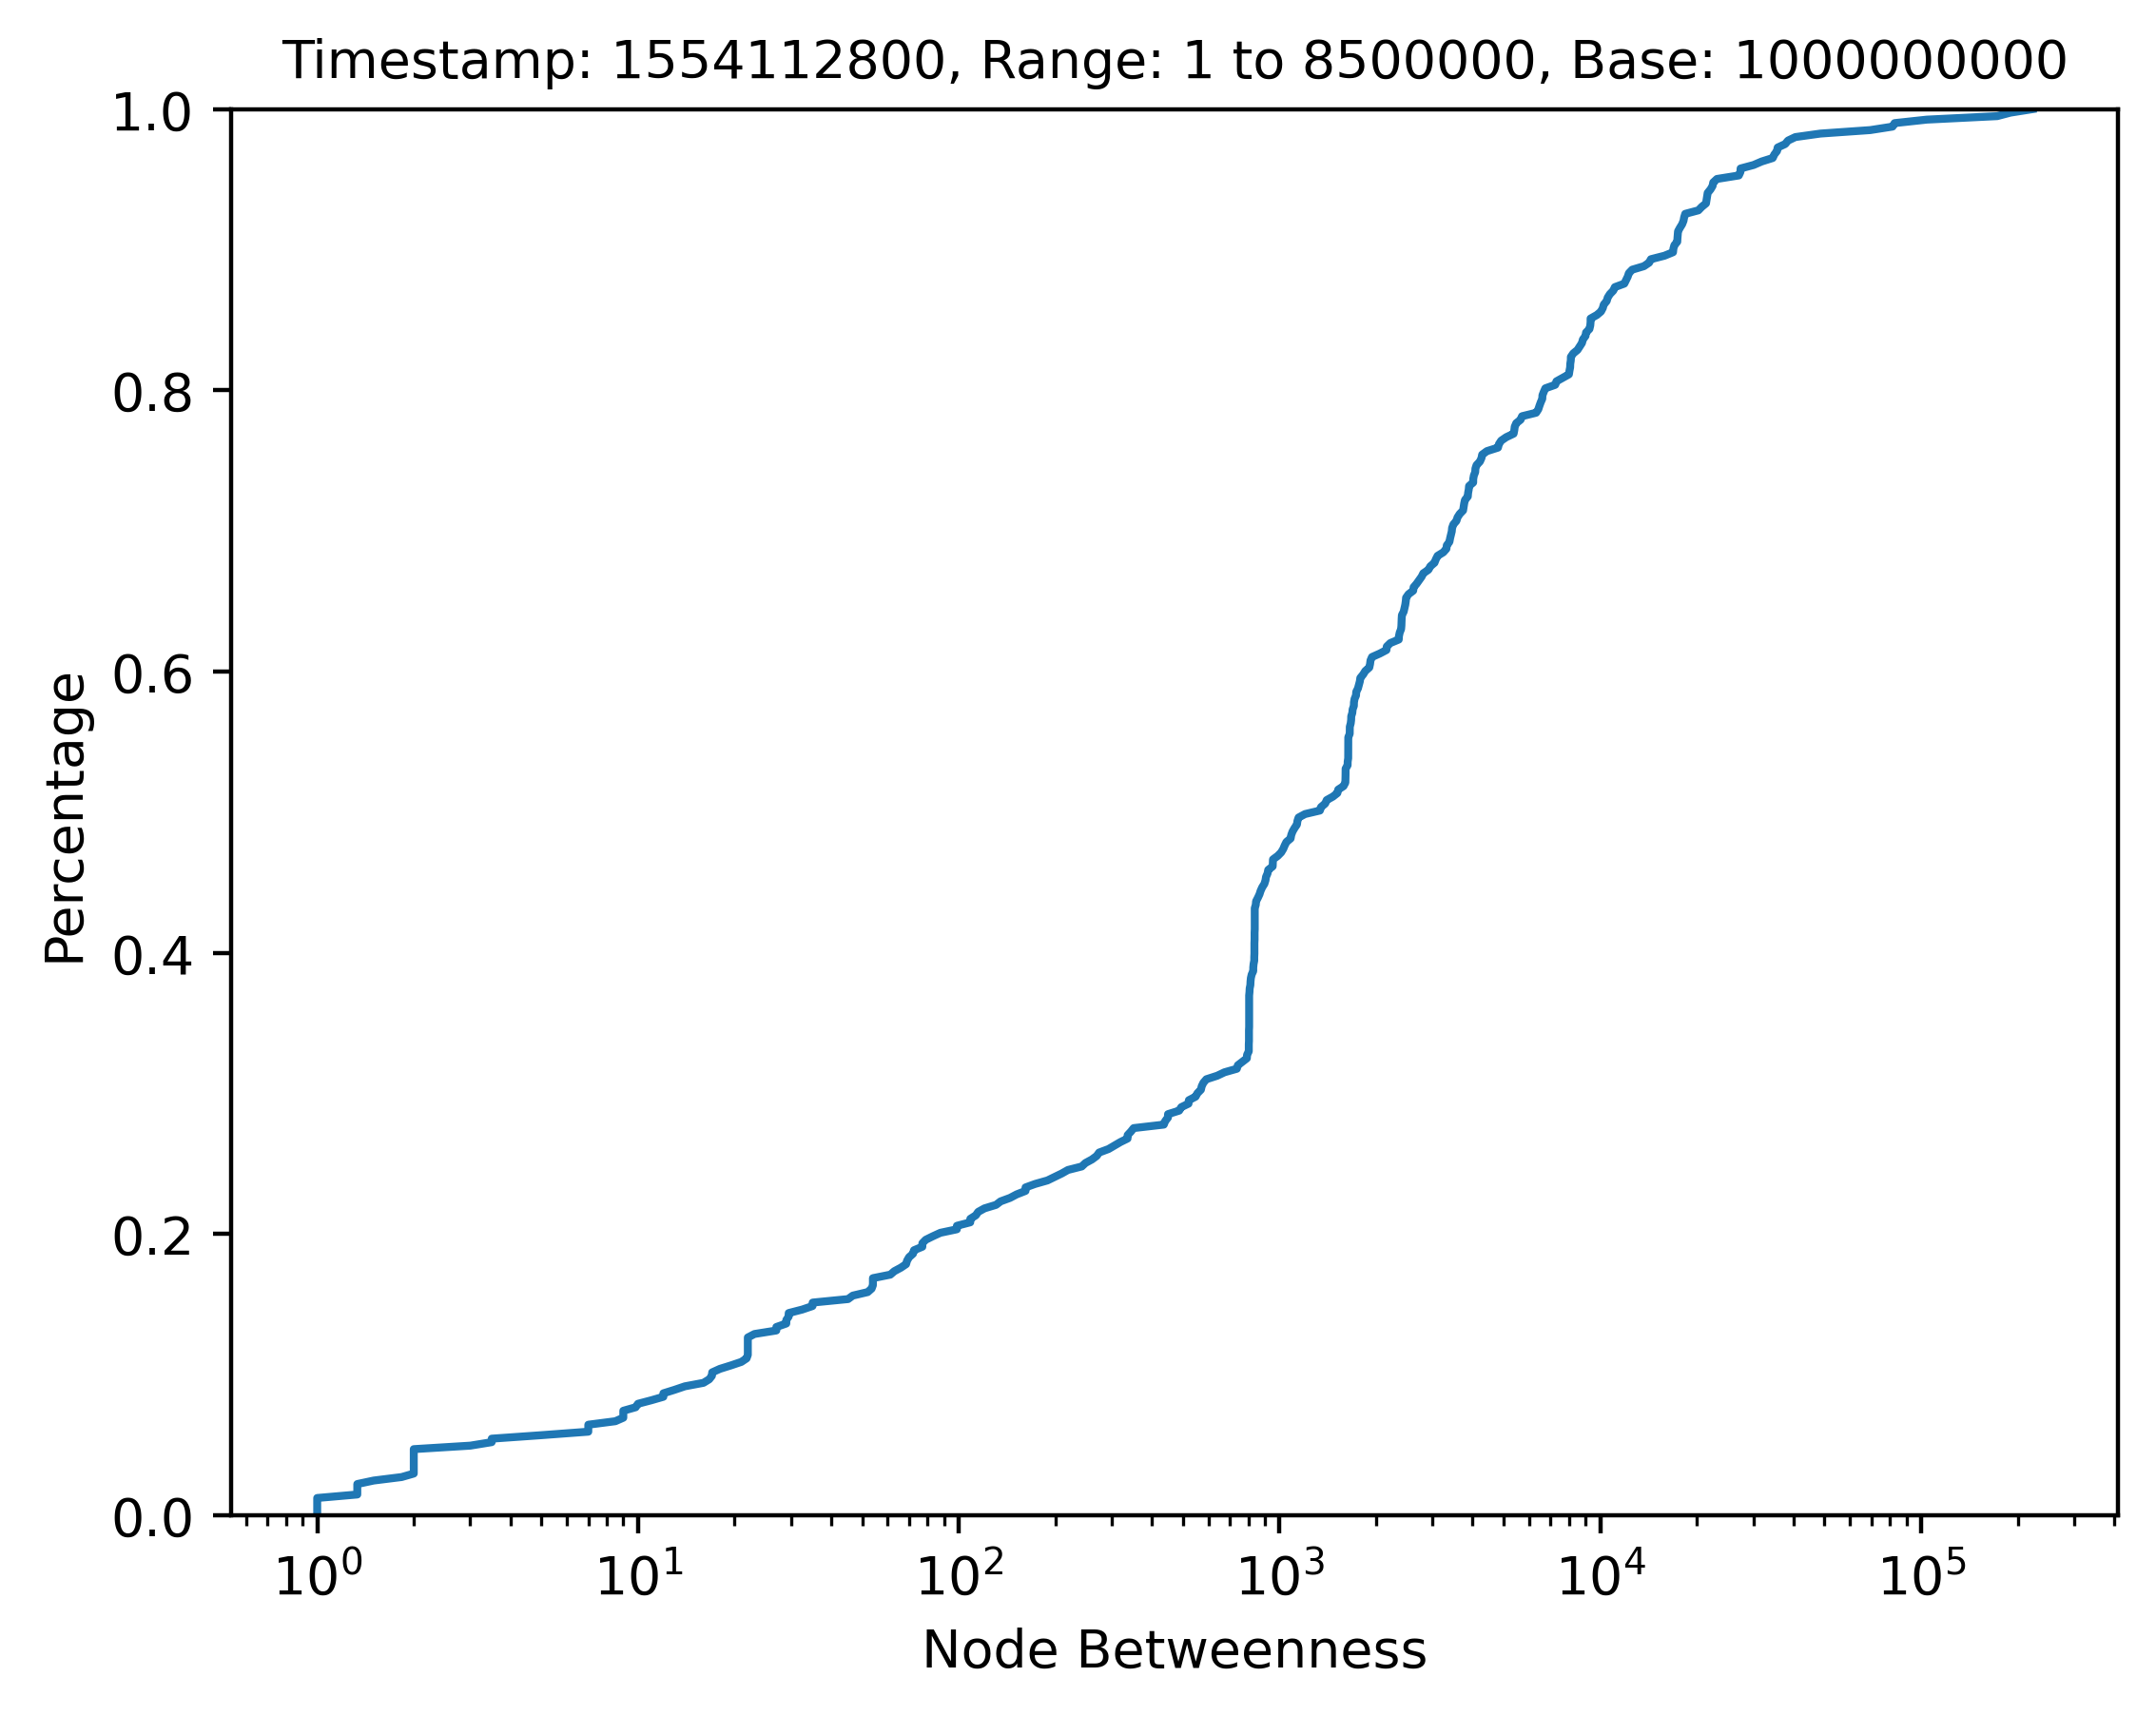 Timestamp: 1554112800, Range: 1 to 8500000, Base: 1000000000
1.0
0.8
0.6
0.4
0.2
0.0
Percentage
10^0 10^1 10^2 10^3 10^4 10^5
Node Betweenness